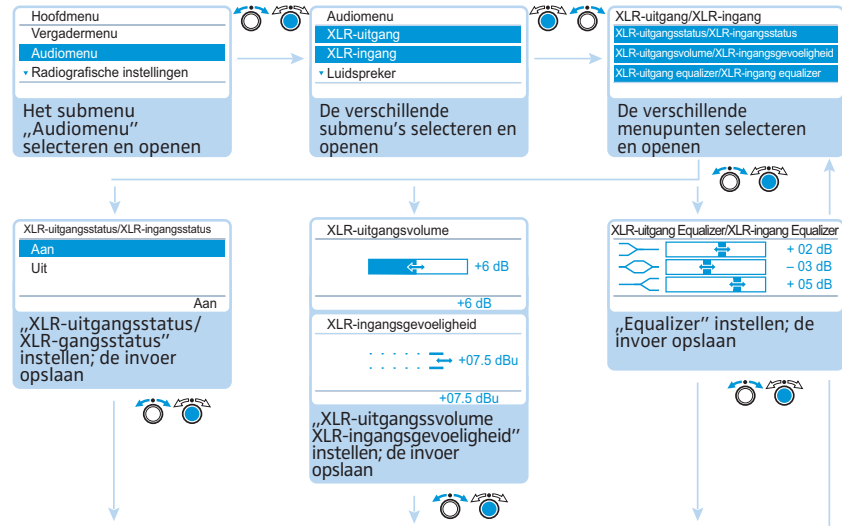 Hoofdmenu
Vergadermenu
Audiomenu
Radiografische instellingen
Het submenu
„Audiomenu”
selecteren en openen
Audiomenu
XLR-uitgang
XLR-ingang
Luidspreker
De verschillende
submenu's selecteren en
openen
XLR-uitgang/XLR-ingang
XLR-uitgangsstatus/XLR-ingangsstatus
XLR-uitgangsvolume/XLR-ingangsgevoeligheid
XLR-uitgang equalizer/XLR-ingang equalizer
De verschillende
menupunten selecteren
en openen
XLR-uitgangsstatus/XLR-ingangsstatus
Aan
Uit
Aan
„XLR-uitgangsstatus/
XLR-gangsstatus”
instellen; de invoer
opslaan
XLR-uitgangsvolume
+6 dB
+6 dB
XLR-ingangsgevoeligheid
+07.5 dBu
+07.5 dBu
„XLR-uitgangssvolume
XLR-ingangsgevoeligheid”
instellen; de invoer
opslaan
XLR-uitgang Equalizer/XLR-ingang Equalizer
+ 02 dB
– 03 dB
+ 05 dB
„Equalizer” instellen; de
invoer opslaan